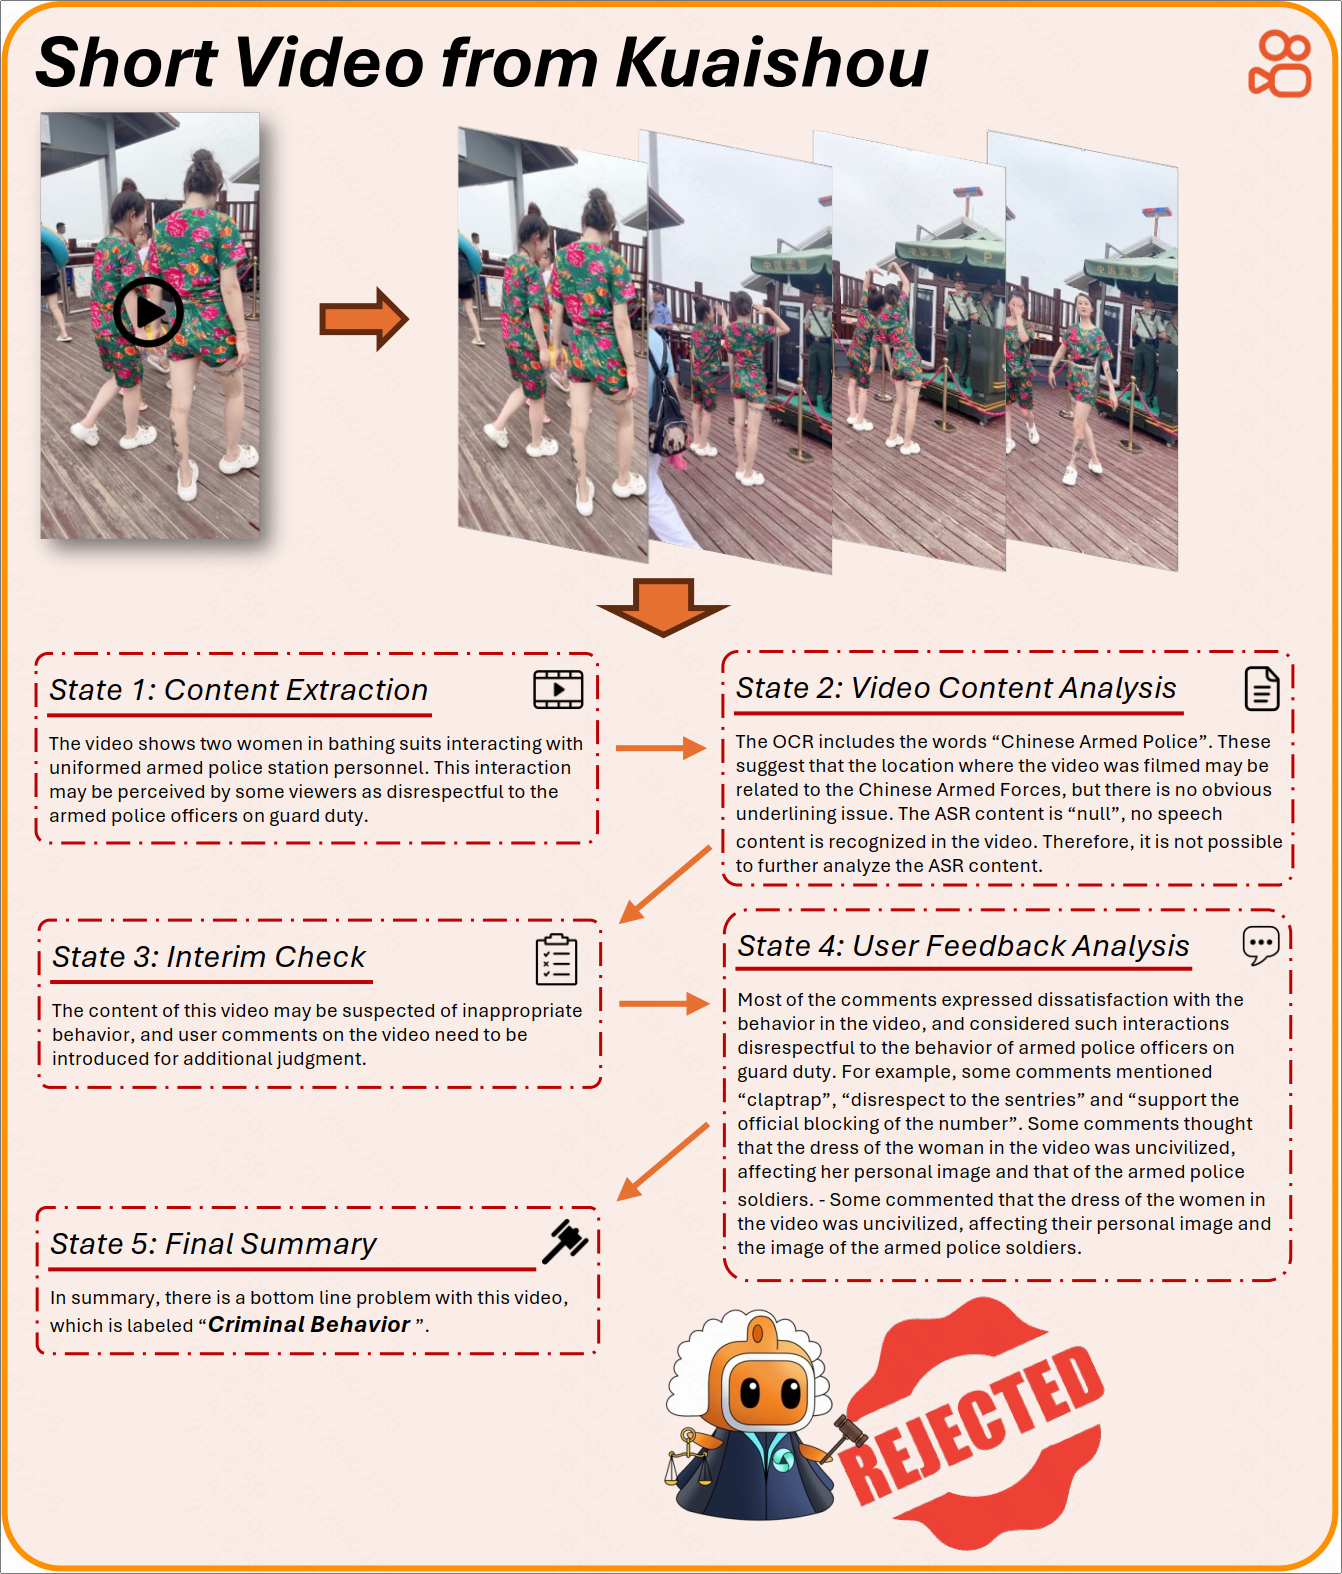 Short Video from Kuaishou
中国武警
State 1: Content Extraction
The video shows two women in bathing suits interacting with
uniformed armed police station personnel. This interaction
may be perceived by some viewers as disrespectful to the
armed police officers on guard duty.
State 2: Video Content Analysis
The OCR includes the words “Chinese Armed Police”. These
suggest that the location where the video was filmed may be
related to the Chinese Armed Forces, but there is no obvious
underlining issue. The ASR content is “null”, no speech
content is recognized in the video. Therefore, it is not possible
to further analyze the ASR content.
State 3: Interim Check
The content of this video may be suspected of inappropriate
behavior, and user comments on the video need to be
introduced for additional judgment.
State 4: User Feedback Analysis
Most of the comments expressed dissatisfaction with the
behavior in the video, and considered such interactions
disrespectful to the behavior of armed police officers on
guard duty. For example, some comments mentioned
“claptrap”, “disrespect to the sentries” and “support the
official blocking of the number”. Some comments thought
that the dress of the woman in the video was uncivilized,
affecting her personal image and that of the armed police
soldiers. - Some commented that the dress of the women in
the video was uncivilized, affecting their personal image and
the image of the armed police soldiers.
State 5: Final Summary
In summary, there is a bottom line problem with this video,
which is labeled “Criminal Behavior ”.
REJECTED